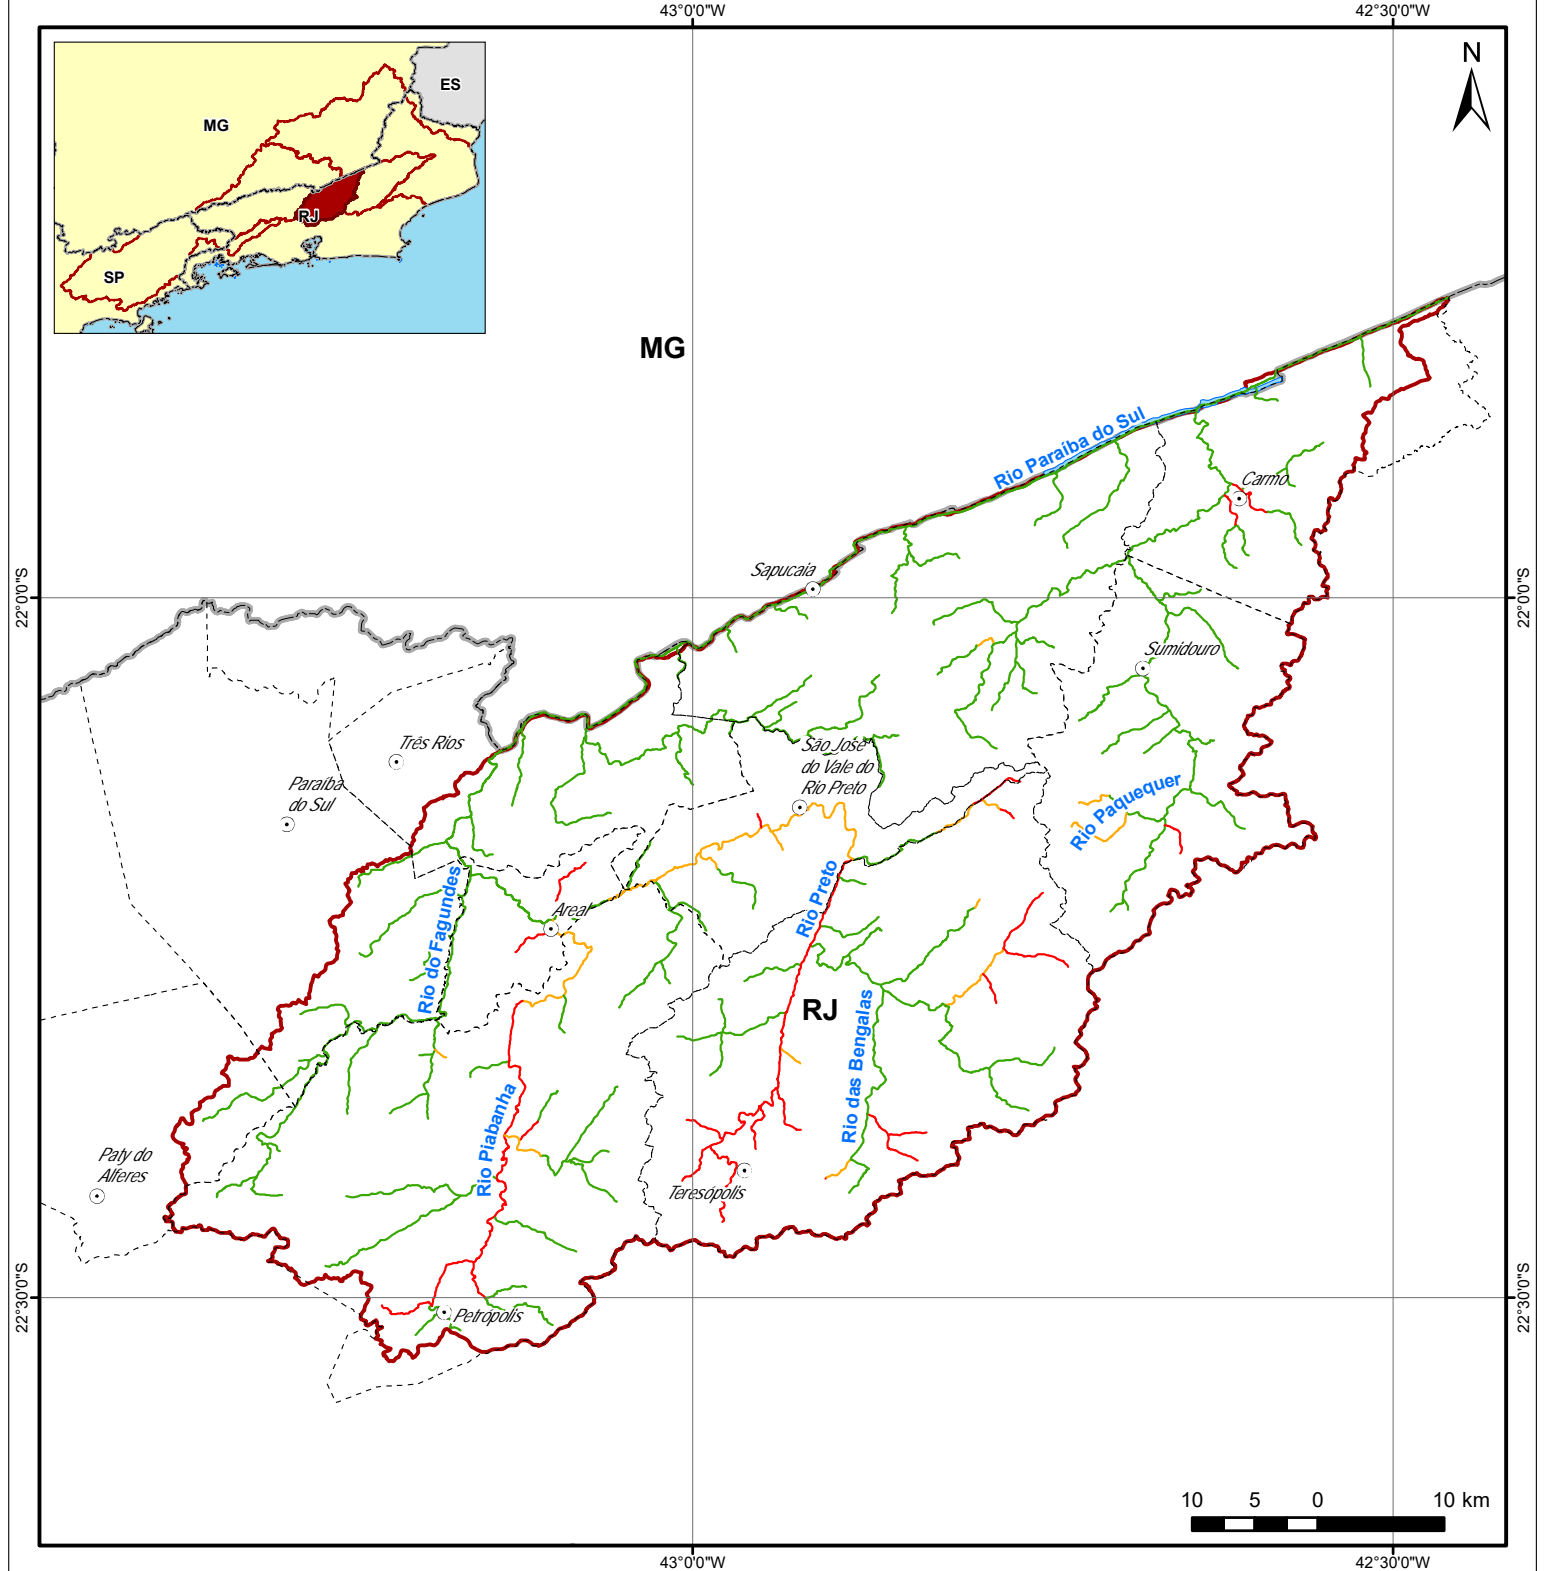 43°0'0"W
42°30'0"W
N
ES
MG
RJ
SP
MG
Rio Paraíba do Sul
Carmo
Sapucaia
22°0'0"S
22°0'0"S
Sumidouro
Três Rios
São José
do Vale do
Rio Preto
Paraíba
do Sul
Rio Paquequer
Rio do Fagundes
Areal
Rio Preto
RJ
Rio das Bengalas
Rio Piabanha
Paty do
Alferes
Teresópolis
22°30'0"S
22°30'0"S
Petrópolis
10 5 0 10 km
43°0'0"W
42°30'0"W